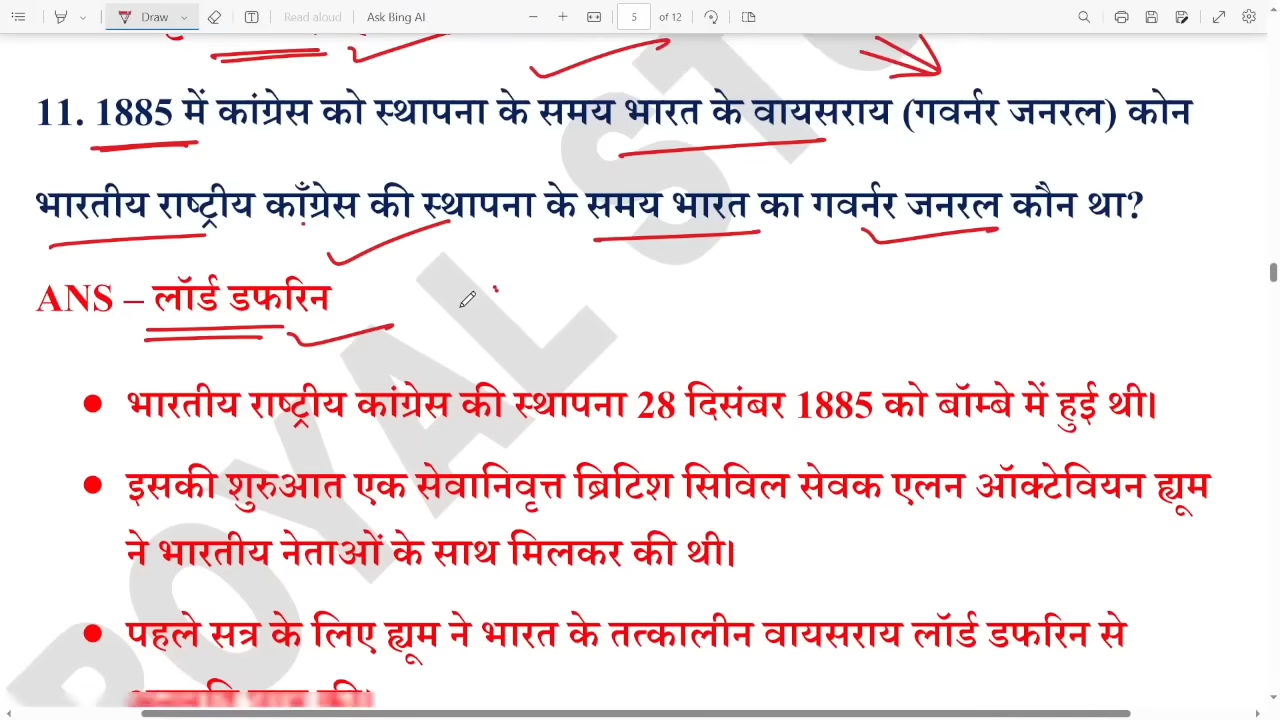 Draw
Read aloud
Ask Bing AI
5 of 12
11. 1885 में कांग्रेस को स्थापना के समय भारत के वायसराय (गवर्नर जनरल) कोन
भारतीय राष्ट्रीय काँग्रेस की स्थापना के समय भारत का गवर्नर जनरल कौन था?
ANS – लॉर्ड डफरिन
• भारतीय राष्ट्रीय कांग्रेस की स्थापना 28 दिसंबर 1885 को बॉम्बे में हुई थी।
• इसकी शुरुआत एक सेवानिवृत्त ब्रिटिश सिविल सेवक एलन ऑक्टेवियन ह्यूम
ने भारतीय नेताओं के साथ मिलकर की थी।
• पहले सत्र के लिए ह्यूम ने भारत के तत्कालीन वायसराय लॉर्ड डफरिन से
ROYAL